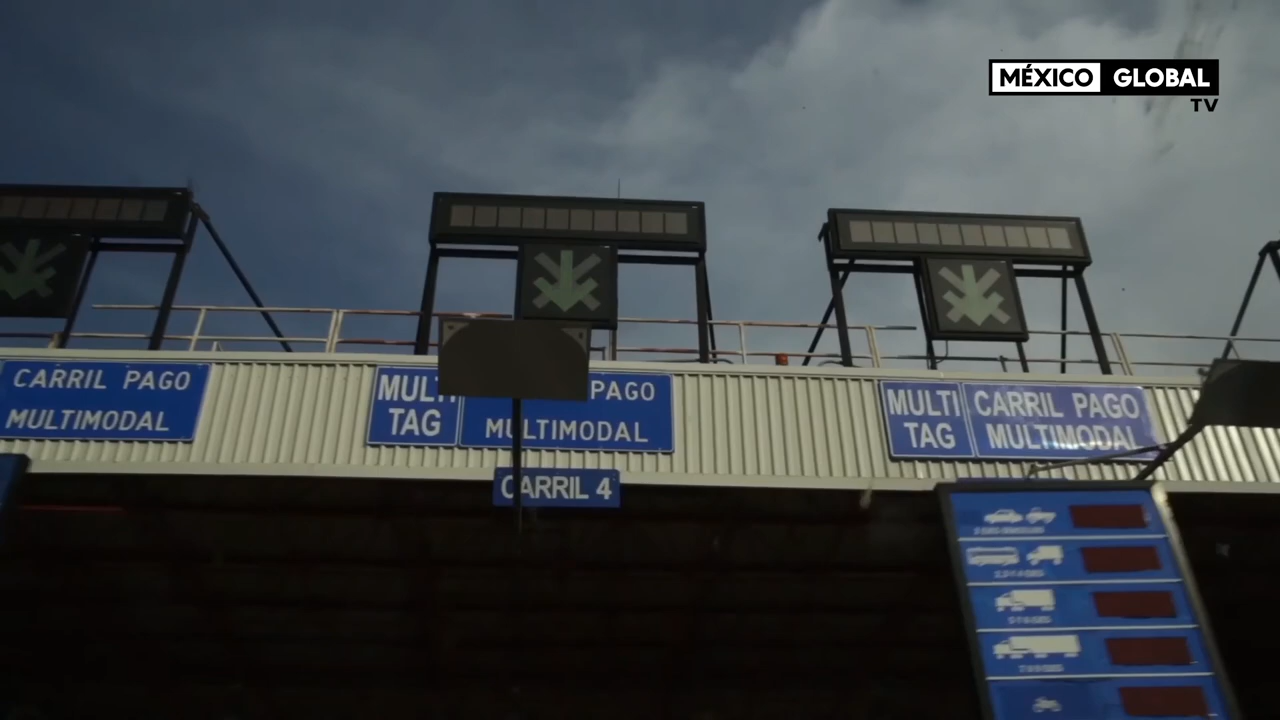 MÉXICO GLOBAL
TV
CARRIL PAGO
MULTIMODAL
MULTI
TAG
PAGO
MULTIMODAL
MULTI
TAG
CARRIL PAGO
MULTIMODAL
CARRIL 4